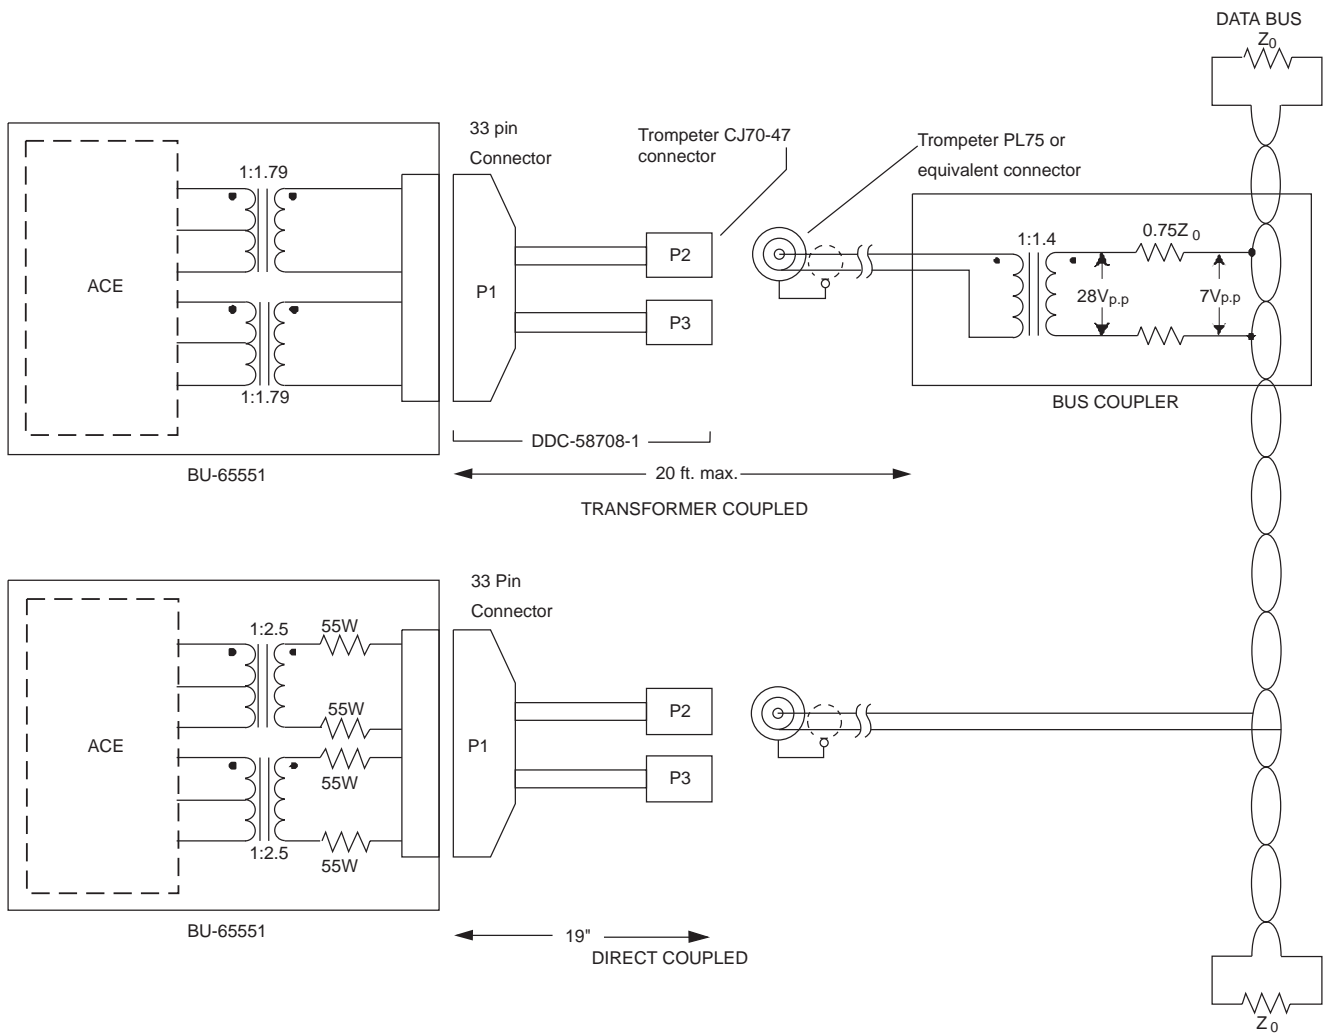 DATA BUS
Z0
33 pin
Connector
Trompeter CJ70-47
connector
Trompeter PL75 or
equivalent connector
1:1.79
ACE
1:1.79
P1
P2
P3
1:1.4
0.75Z0
28Vp.p
7Vp.p
BUS COUPLER
DDC-58708-1
BU-65551
20 ft. max.
TRANSFORMER COUPLED
33 Pin
Connector
1:2.5
55W
55W
ACE
55W
1:2.5
55W
P1
P2
P3
BU-65551
19"
DIRECT COUPLED
Z0